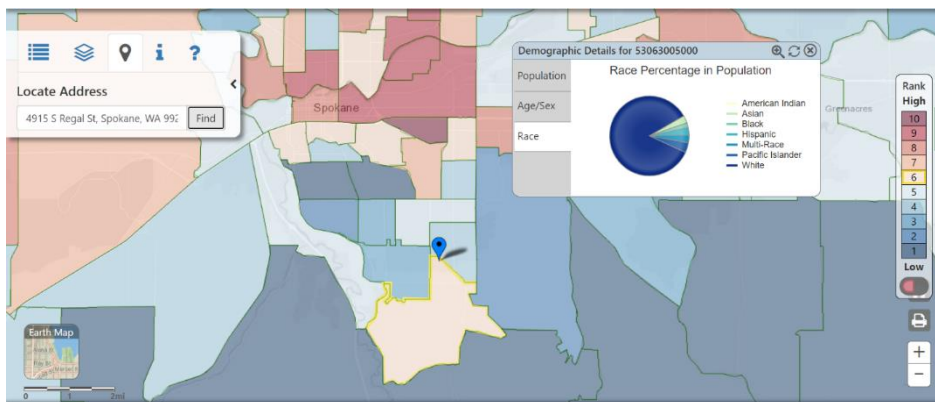 Locate Address
4915 S Regal St, Spokane, WA 992
Find
Spokane
Demographic Details for 53063005000
Population
Age/Sex
Race
Race Percentage in Population
American Indian
Asian
Black
Hispanic
Multi-Race
Pacific Islander
White
Greenacres
Rank
High
10
9
8
7
6
5
4
3
2
1
Low
Earth Map
0 1 2mi
+
−